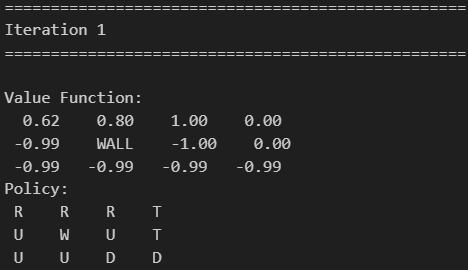 ==================================================
Iteration 1
==================================================
Value Function:
0.62 0.80 1.00 0.00
-0.99 WALL -1.00 0.00
-0.99 -0.99 -0.99 -0.99
Policy:
R R R T
U W U T
U U D D